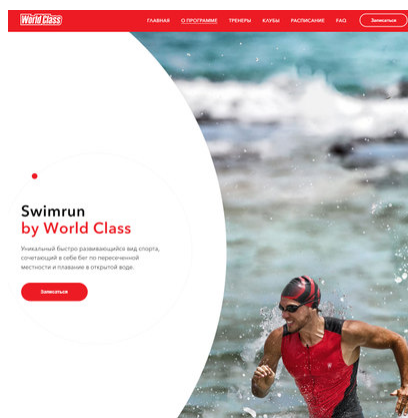 World Class
ГЛАВНАЯ О ПРОГРАММЕ ТРЕНЕРЫ КЛУБЫ РАСПИСАНИЕ FAQ Записаться
Swimrun
by World Class
Уникальный быстро развивающийся вид спорта,
сочетающий в себе бег по пересеченной
местности и плавание в открытой воде.
Записаться